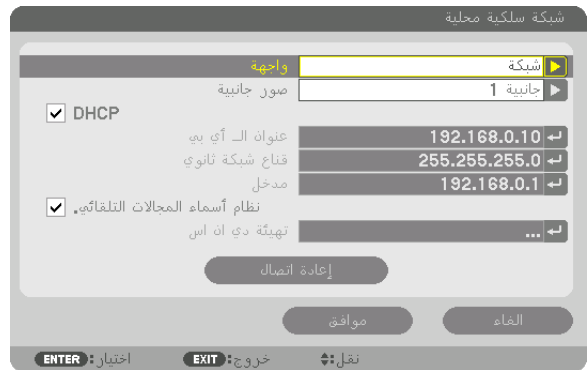 شبكة سلكية محلية
واجهة شبكة
صور جانبية جانبية 1
DHCP
عنوان الـ أي بي 192.168.0.10
قناع شبكة ثانوي 255.255.255.0
مدخل 192.168.0.1
نظام أسماء المجالات التلقائي.
تهيئة دي ان اس ...
إعادة اتصال
موافق الغاء
اختيار: ENTER خروج: EXIT نقل: